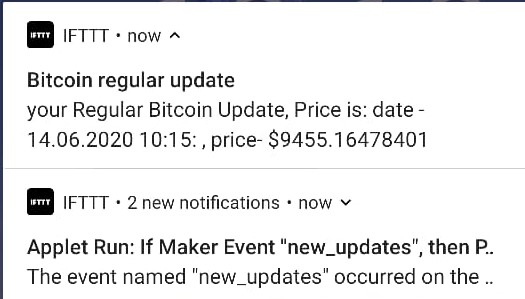 IFTTT IFTTT • now
Bitcoin regular update
your Regular Bitcoin Update, Price is: date -
14.06.2020 10:15: , price- $9455.16478401
IFTTT IFTTT • 2 new notifications • now
Applet Run: If Maker Event "new_updates", then P..
The event named "new_updates" occurred on the ..